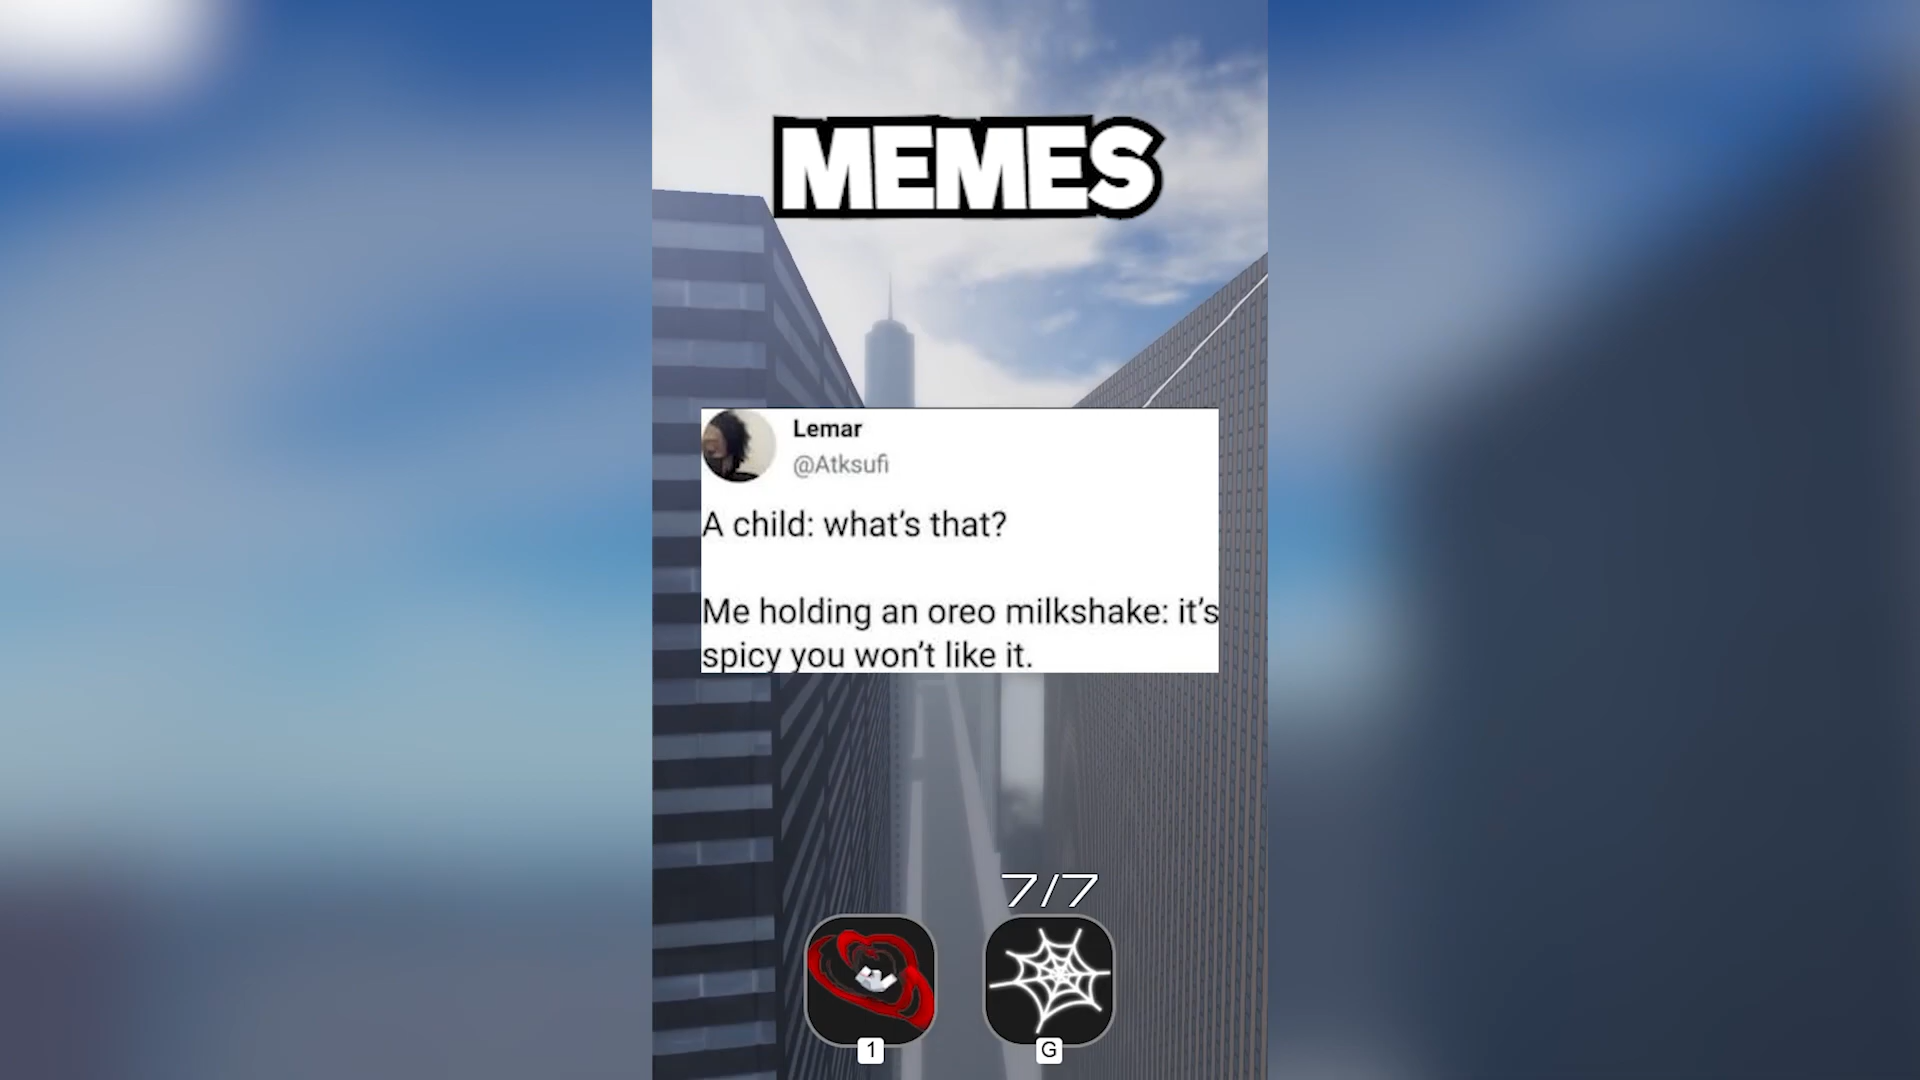 MEMES
Lemar
@Atksufi
A child: what’s that?
Me holding an oreo milkshake: it’s
spicy you won’t like it.
7/7
1
G